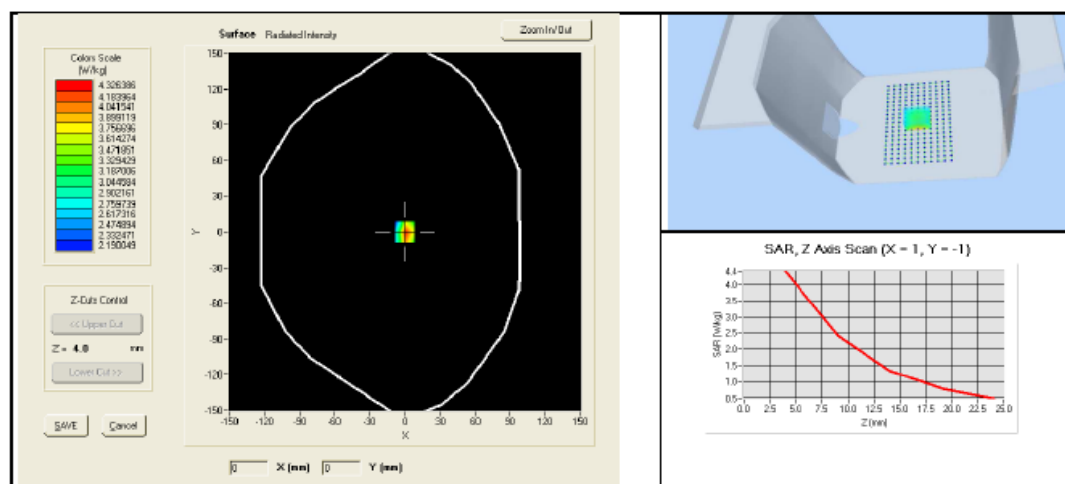 Surface Radiated Intensity
Zoom In/Out
Colors Scale
[W/kg]
4.326386
4.183964
4.041541
3.899119
3.756696
3.614274
3.471851
3.329429
3.187006
3.044584
2.902161
2.759739
2.617316
2.474894
2.332471
2.190049
150
120
90
60
30
0
-30
-60
-90
-120
-150
Y
-150 -120 -90 -60 -30 0 30 60 90 120 150
X
Z-Cuts Control
<< Upper Cut
Z = 4.0 mm
Lower Cut >>
SAVE Cancel
0 X (mm) 0 Y (mm)
SAR, Z Axis Scan (X = 1, Y = -1)
SAR (W/kg)
4.4
3.5
3.0
2.5
2.0
1.5
1.0
0.5
0.0 2.5 5.0 7.5 10.0 12.5 15.0 17.5 20.0 22.5 25.0
Z (mm)